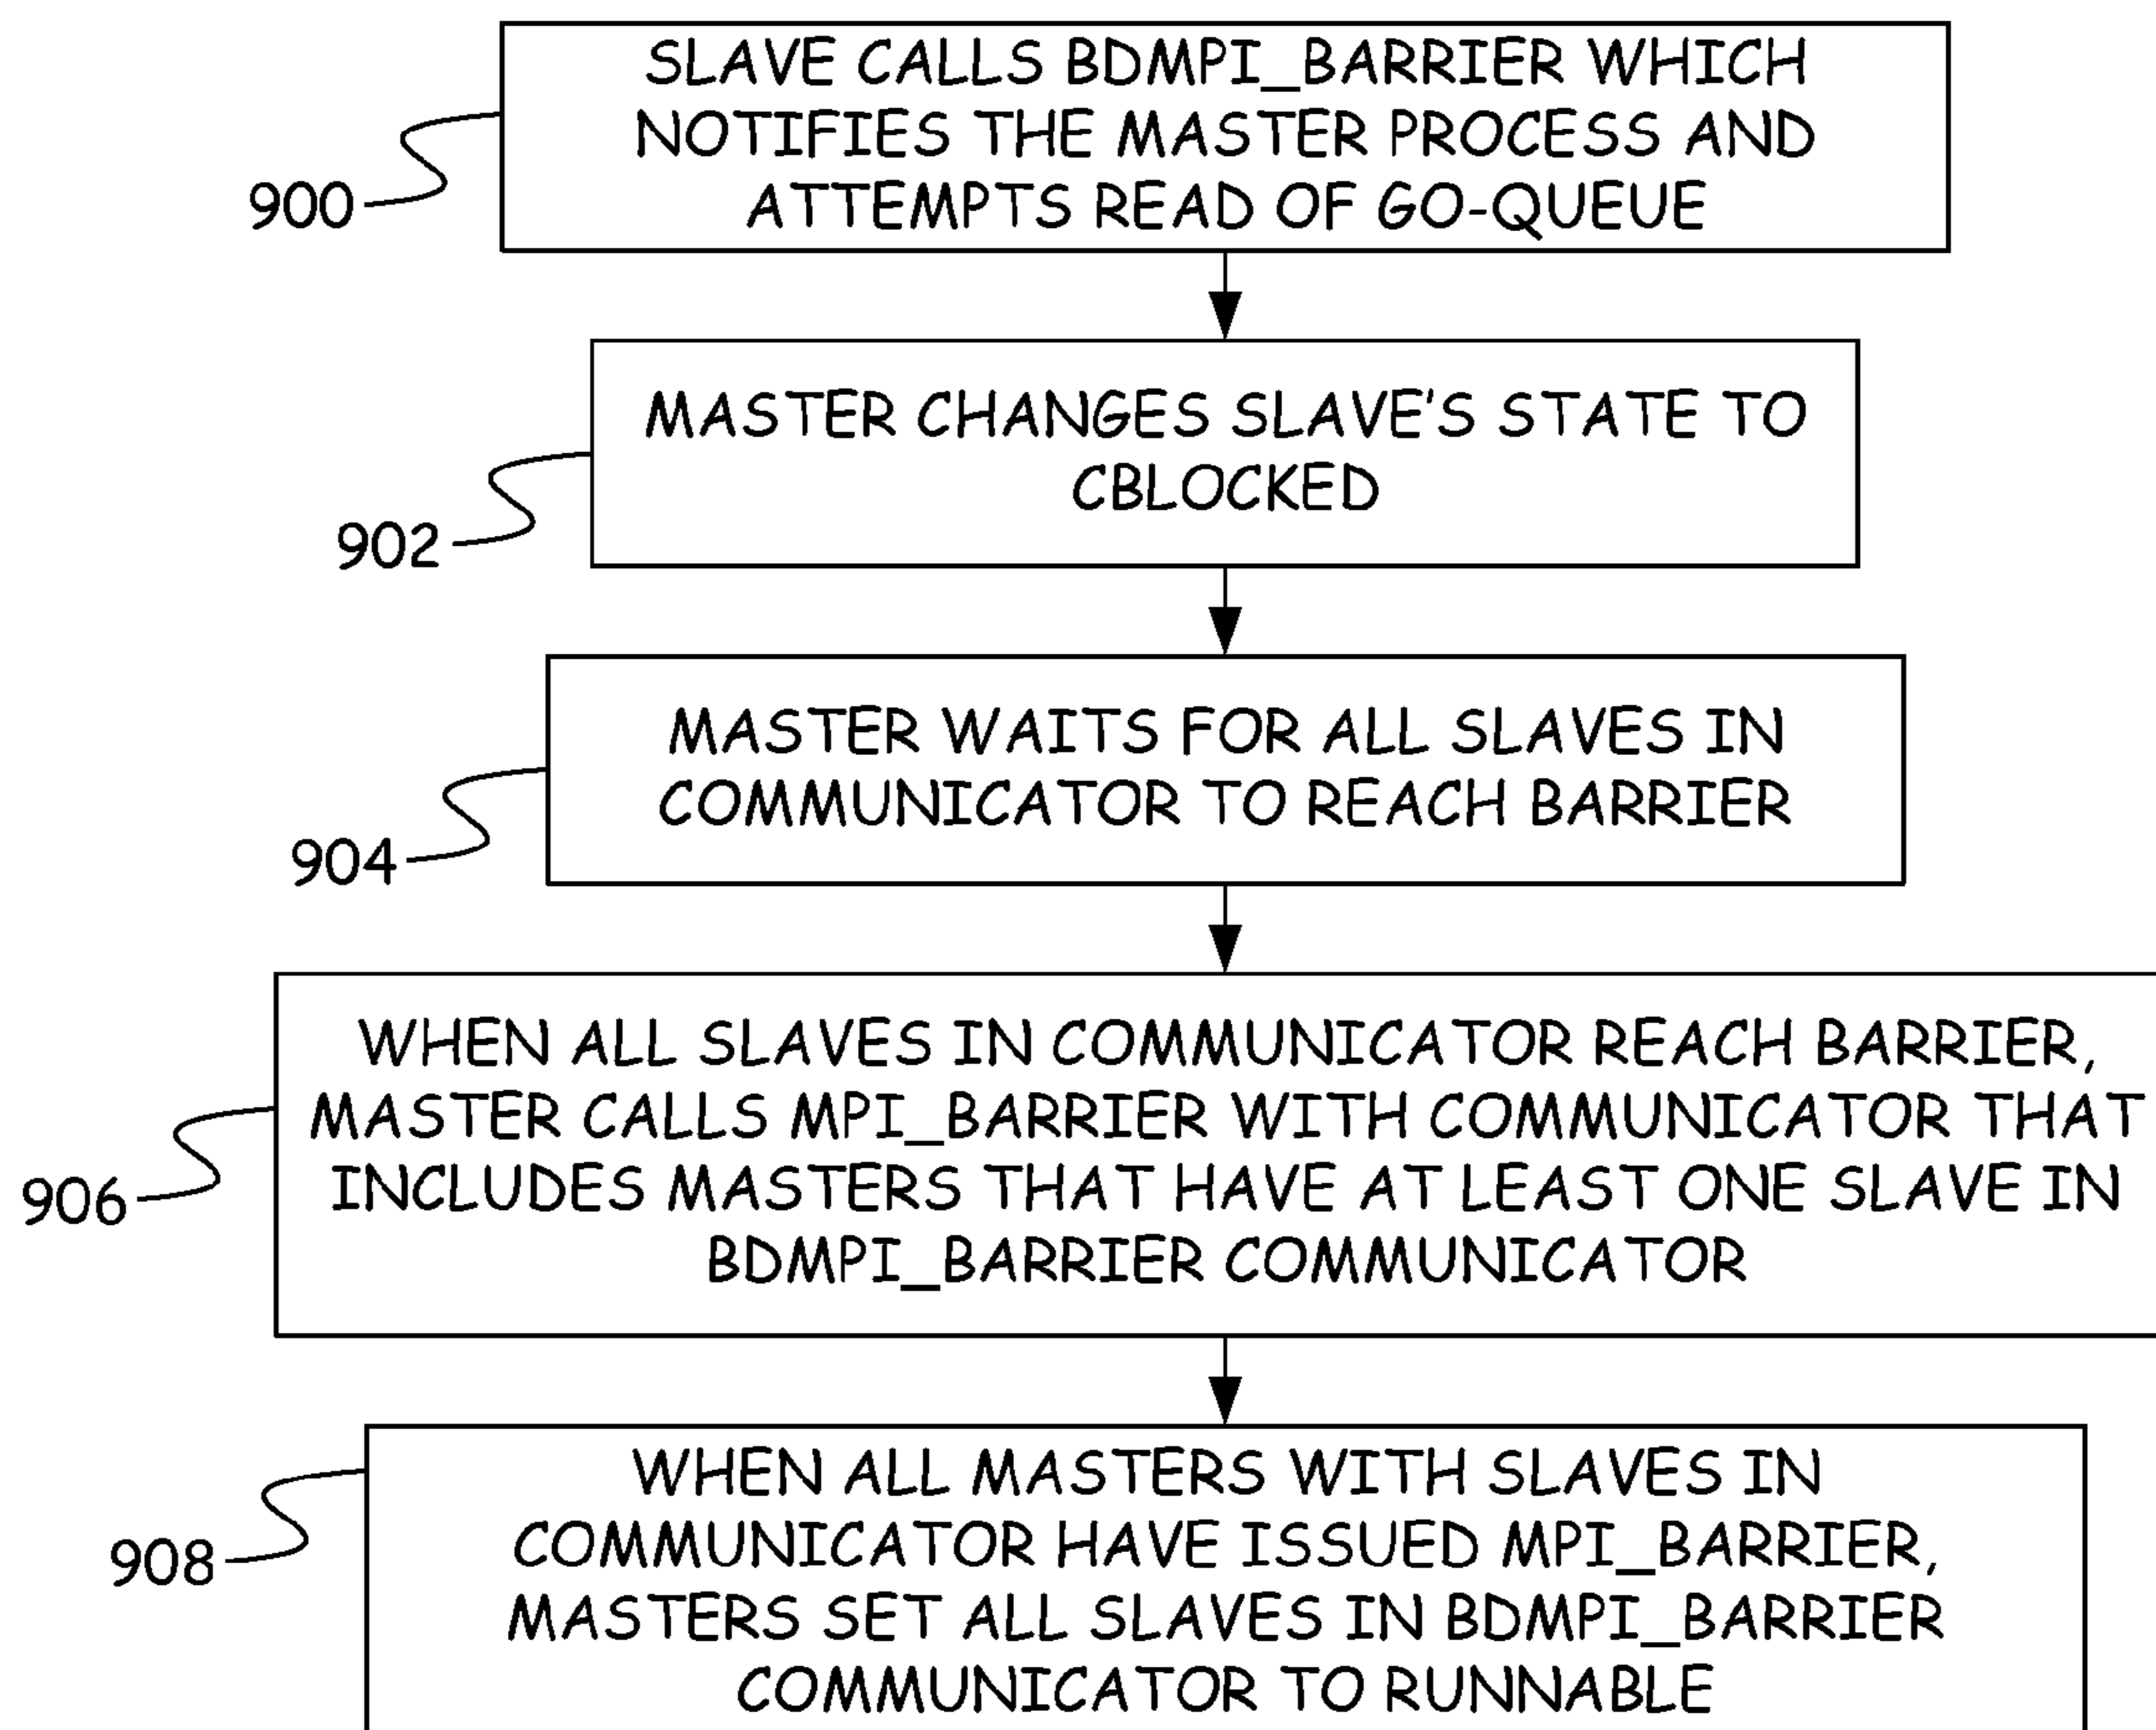 SLAVE CALLS BDMPI_BARRIER WHICH
NOTIFIES THE MASTER PROCESS AND
ATTEMPTS READ OF GO-QUEUE
900
MASTER CHANGES SLAVE'S STATE TO
CBLOCKED
902
MASTER WAITS FOR ALL SLAVES IN
COMMUNICATOR TO REACH BARRIER
904
WHEN ALL SLAVES IN COMMUNICATOR REACH BARRIER,
MASTER CALLS MPI_BARRIER WITH COMMUNICATOR THAT
INCLUDES MASTERS THAT HAVE AT LEAST ONE SLAVE IN
BDMPI_BARRIER COMMUNICATOR
906
WHEN ALL MASTERS WITH SLAVES IN
COMMUNICATOR HAVE ISSUED MPI_BARRIER,
MASTERS SET ALL SLAVES IN BDMPI_BARRIER
COMMUNICATOR TO RUNNABLE
908